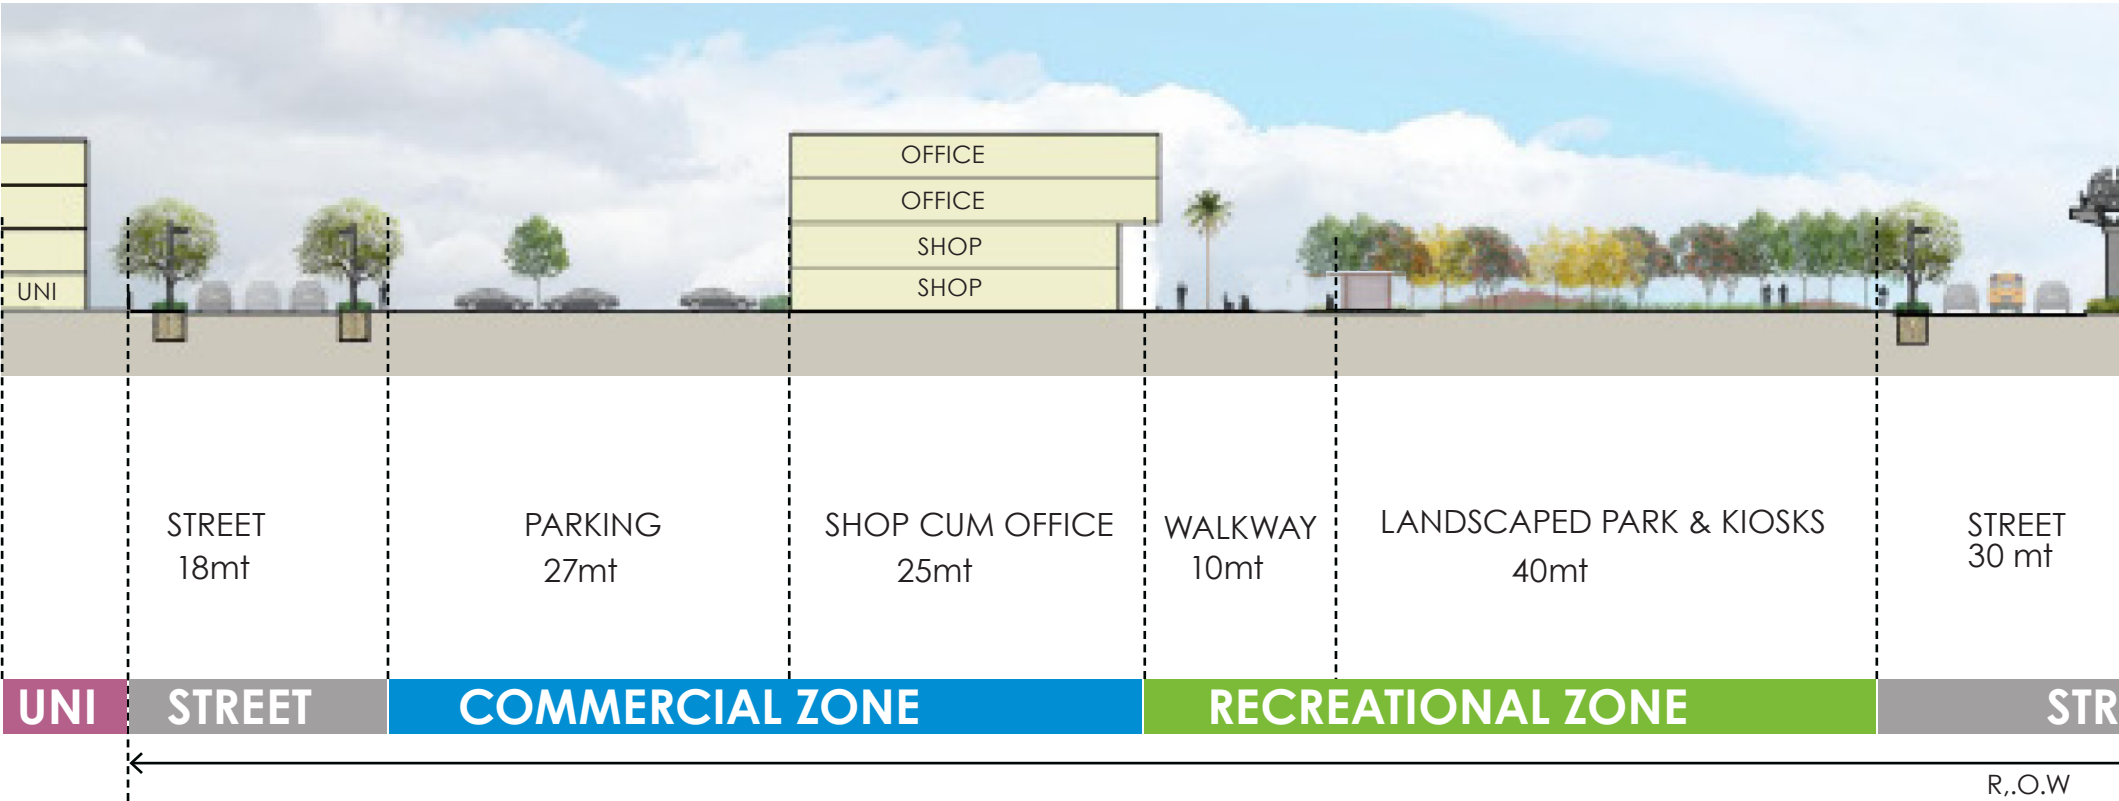 OFFICE
OFFICE
SHOP
SHOP
UNI
STREET
18mt
PARKING
27mt
SHOP CUM OFFICE
25mt
WALKWAY
10mt
LANDSCAPED PARK & KIOSKS
40mt
STREET
30 mt
UNI
STREET
COMMERCIAL ZONE
RECREATIONAL ZONE
STR
R,.O.W